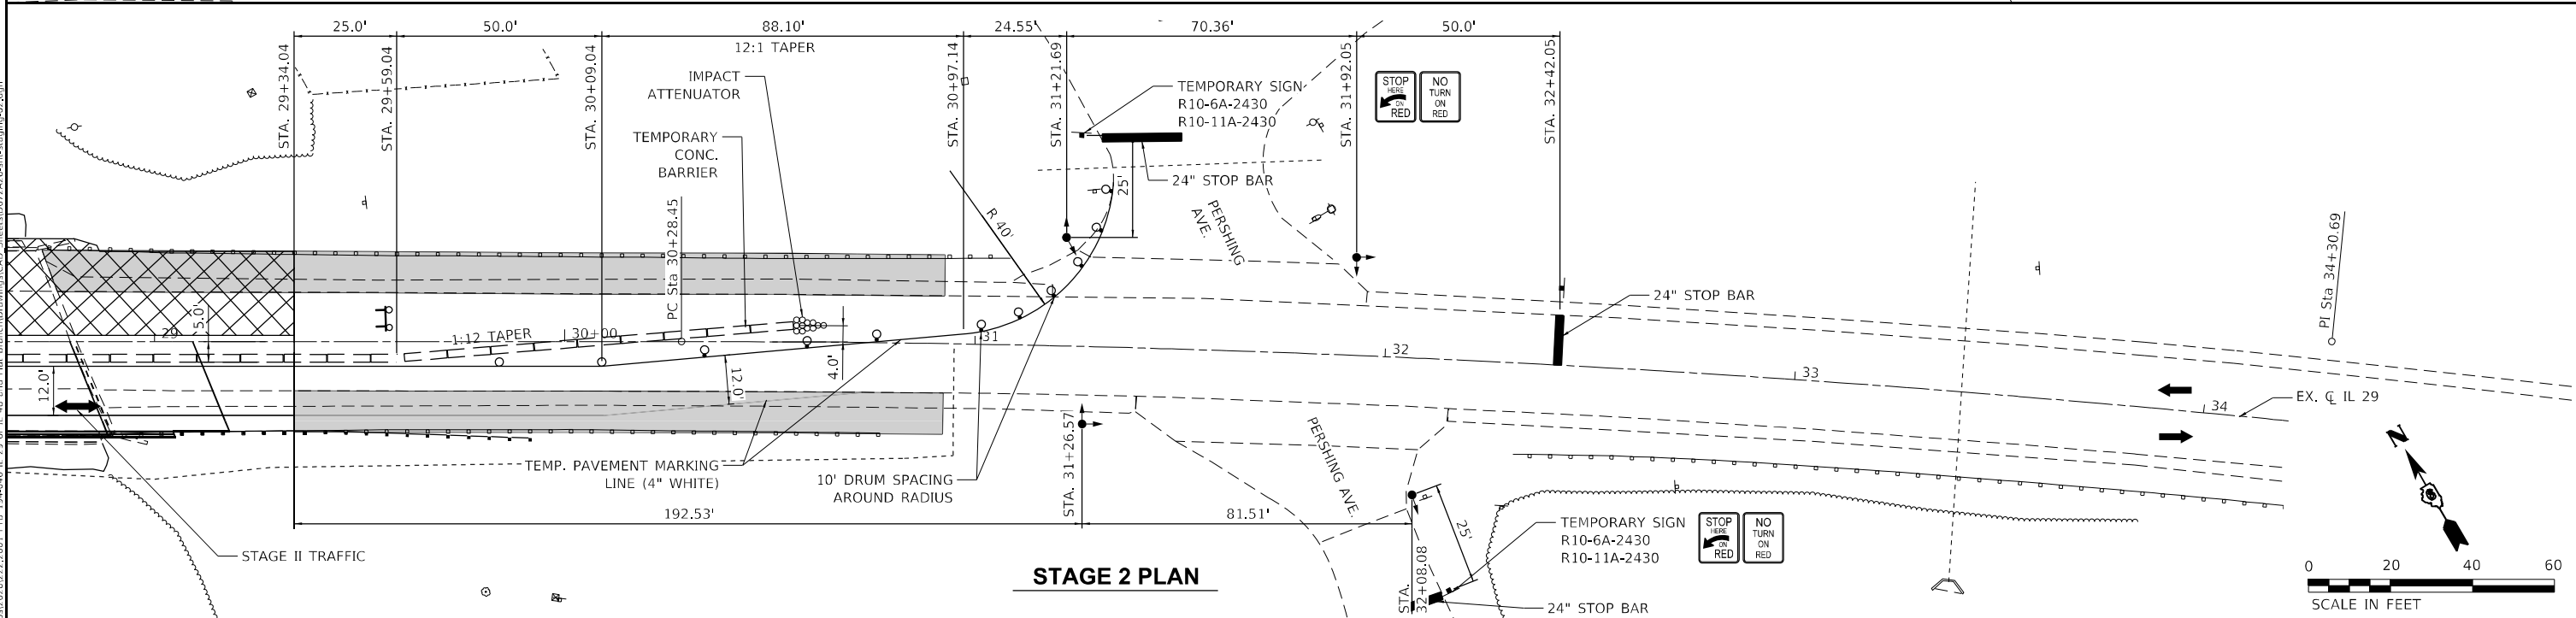 25.0'
50.0'
88.10'
24.55'
70.36'
50.0'
12:1 TAPER
STA. 29+34.04
STA. 29+59.04
STA. 30+09.04
STA. 30+97.14
STA. 31+21.69
STA. 31+92.05
STA. 32+42.05
IMPACT
ATTENUATOR
TEMPORARY
CONC.
BARRIER
TEMPORARY SIGN
R10-6A-2430
R10-11A-2430
STOP
HERE
ON
RED
NO
TURN
ON
RED
24" STOP BAR
25'
PERSHING
AVE.
R 40'
PC Sta 30+28.45
PI Sta 34+30.69
24" STOP BAR
5.0'
29
1:12 TAPER
30+00
31
32
33
34
4.0'
12.0'
12.0'
EX. ℄ IL 29
STA. 31+26.57
PERSHING AVE.
TEMP. PAVEMENT MARKING
LINE (4" WHITE)
10' DRUM SPACING
AROUND RADIUS
192.53'
81.51'
25'
STAGE II TRAFFIC
TEMPORARY SIGN
R10-6A-2430
R10-11A-2430
STOP
HERE
ON
RED
NO
TURN
ON
RED
STA.
32+08.08
24" STOP BAR
STAGE 2 PLAN
N
0 20 40 60
SCALE IN FEET